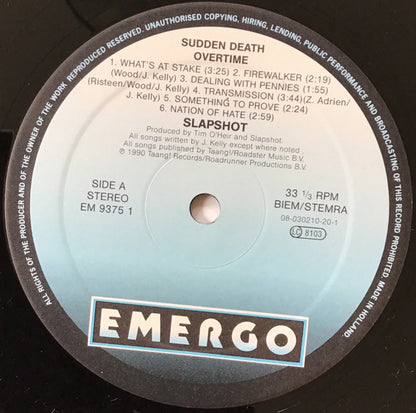 ALL RIGHTS OF THE PRODUCER AND OF THE OWNER OF THE WORK REPRODUCED RESERVED. UNAUTHORISED COPYING, HIRING, LENDING, PUBLIC PERFORMANCE AND BROADCASTING OF THIS RECORD PROHIBITED. MADE IN HOLLAND.
SUDDEN DEATH
OVERTIME
1. WHAT'S AT STAKE (3:25) 2. FIREWALKER (2:19)
(Wood/J. Kelly) 3. DEALING WITH PENNIES (1:55)
(Risteen/Wood/J. Kelly) 4. TRANSMISSION (3:44)(Z. Adrien/
J. Kelly) 5. SOMETHING TO PROVE (2:24)
6. NATION OF HATE (2:59)
SLAPSHOT
Produced by Tim O'Heir and Slapshot.
All songs written by J. Kelly except where noted.
All songs published by Taang!/Roadster Music B.V.
℗ 1990 Taang! Records/Roadrunner Productions B.V.
SIDE A
STEREO
EM 9375 1
33 1/3 RPM
BIEM/STEMRA
08-030210-20-1
LC 8103
EMERGO